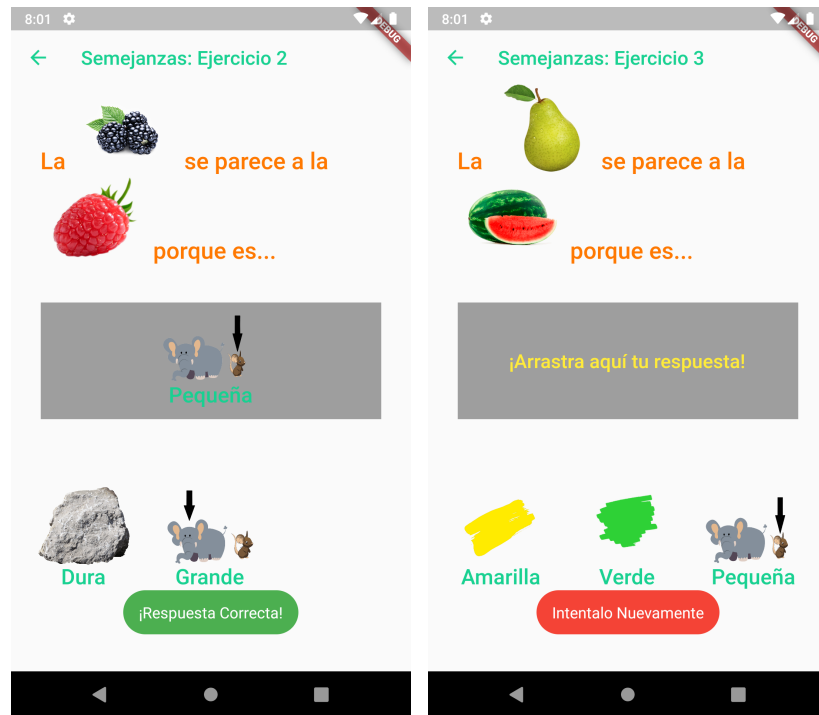 8:01
DEBUG
Semejanzas: Ejercicio 2
La se parece a la
porque es...
Pequeña
Dura Grande
¡Respuesta Correcta!
8:01
DEBUG
Semejanzas: Ejercicio 3
La se parece a la
porque es...
¡Arrastra aquí tu respuesta!
Amarilla Verde Pequeña
Intentalo Nuevamente